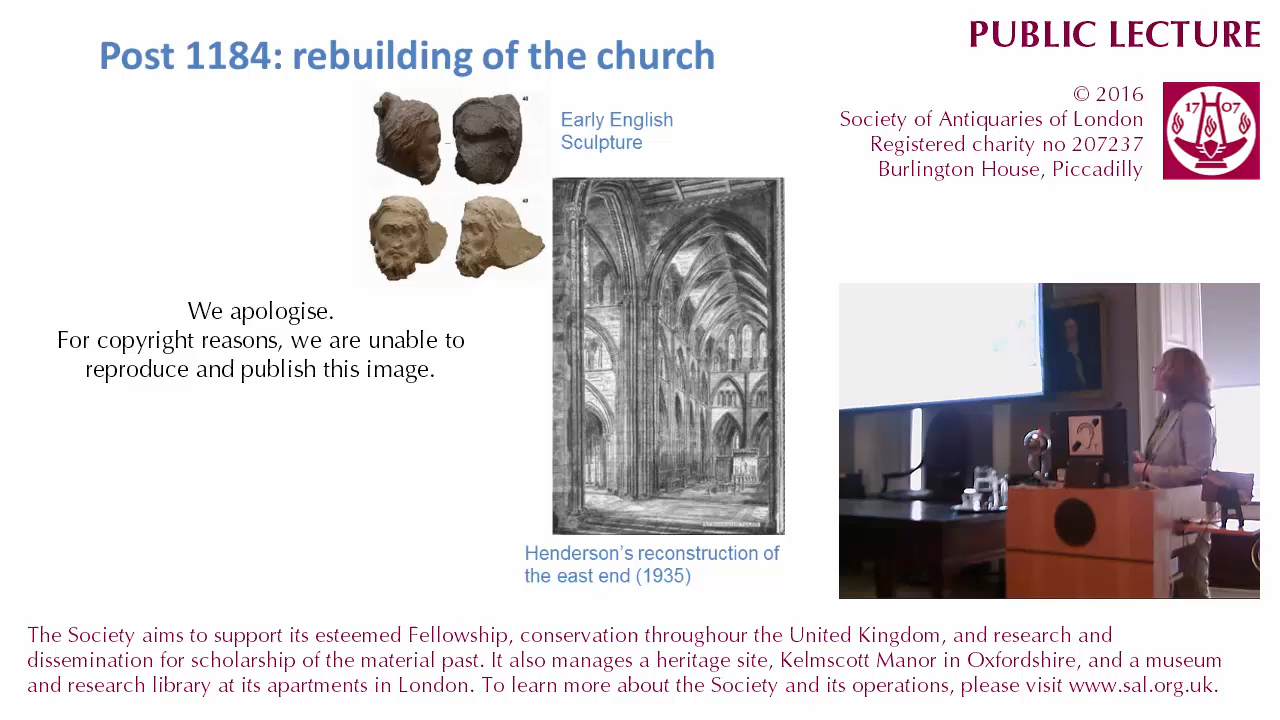 Post 1184: rebuilding of the church
Early English
Sculpture
We apologise.
For copyright reasons, we are unable to
reproduce and publish this image.
Henderson's reconstruction of
the east end (1935)
PUBLIC LECTURE
© 2016
Society of Antiquaries of London
Registered charity no 207237
Burlington House, Piccadilly
17 07
The Society aims to support its esteemed Fellowship, conservation throughour the United Kingdom, and research and
dissemination for scholarship of the material past. It also manages a heritage site, Kelmscott Manor in Oxfordshire, and a museum
and research library at its apartments in London. To learn more about the Society and its operations, please visit www.sal.org.uk.